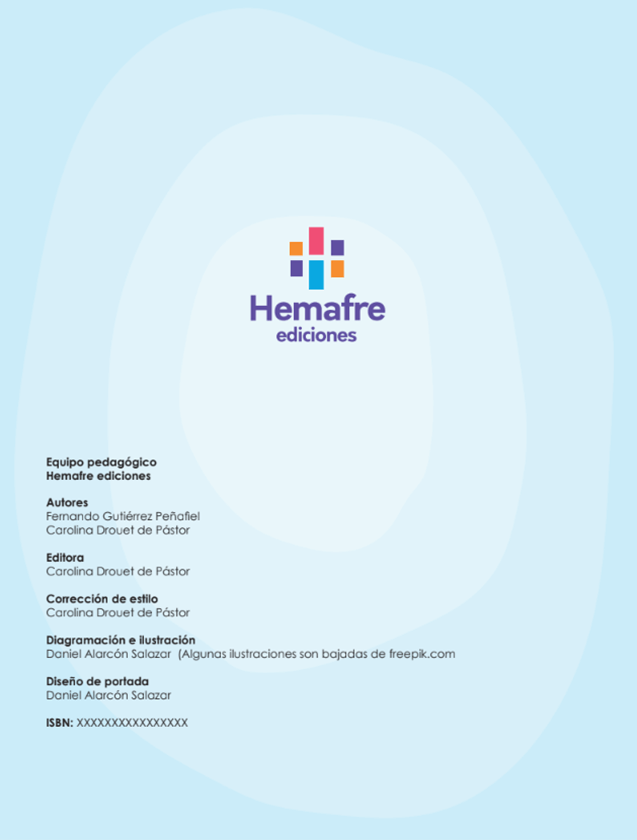 Hemafre
ediciones
Equipo pedagógico
Hemafre ediciones
Autores
Fernando Gutiérrez Peñafiel
Carolina Drouet de Pástor
Editora
Carolina Drouet de Pástor
Corrección de estilo
Carolina Drouet de Pástor
Diagramación e ilustración
Daniel Alarcón Salazar (Algunas ilustraciones son bajadas de freepik.com
Diseño de portada
Daniel Alarcón Salazar
ISBN: XXXXXXXXXXXXXXXX